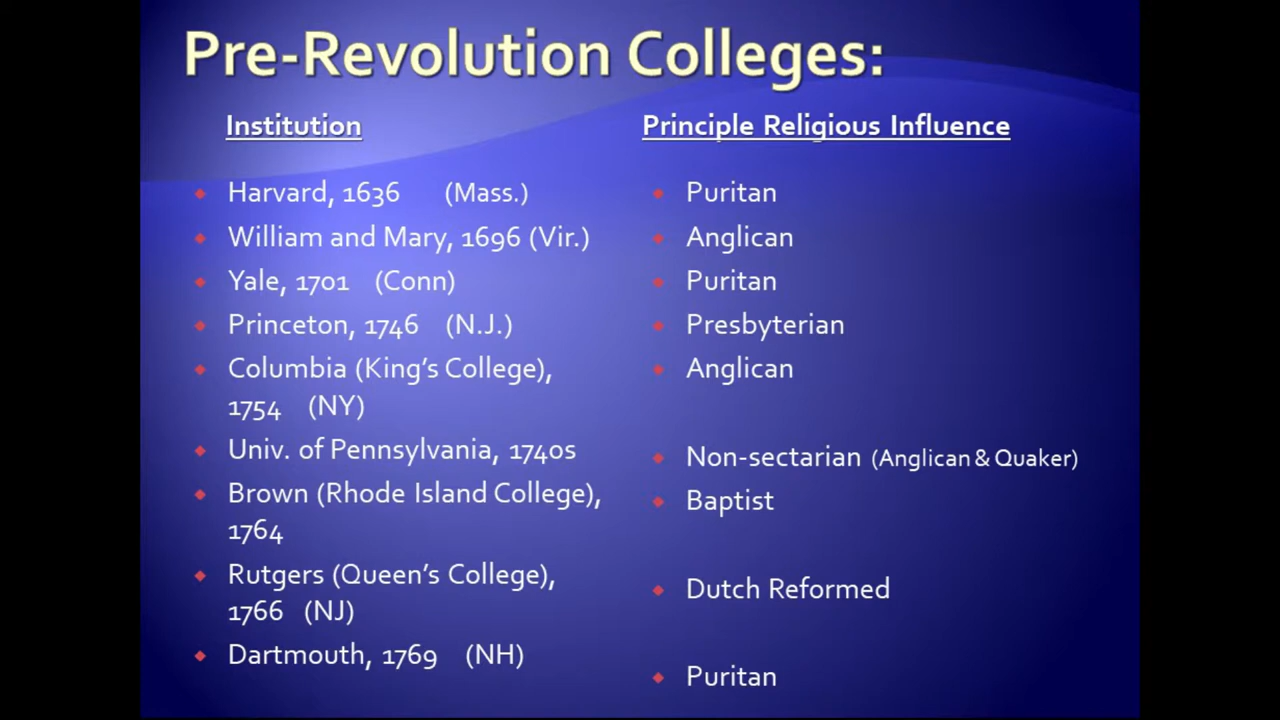 Pre-Revolution Colleges:
Institution
Harvard, 1636 (Mass.)
William and Mary, 1696 (Vir.)
Yale, 1701 (Conn)
Princeton, 1746 (N.J.)
Columbia (King's College),
1754 (NY)
Univ. of Pennsylvania, 1740s
Brown (Rhode Island College),
1764
Rutgers (Queen's College),
1766 (NJ)
Dartmouth, 1769 (NH)
Principle Religious Influence
Puritan
Anglican
Puritan
Presbyterian
Anglican
Non-sectarian (Anglican & Quaker)
Baptist
Dutch Reformed
Puritan